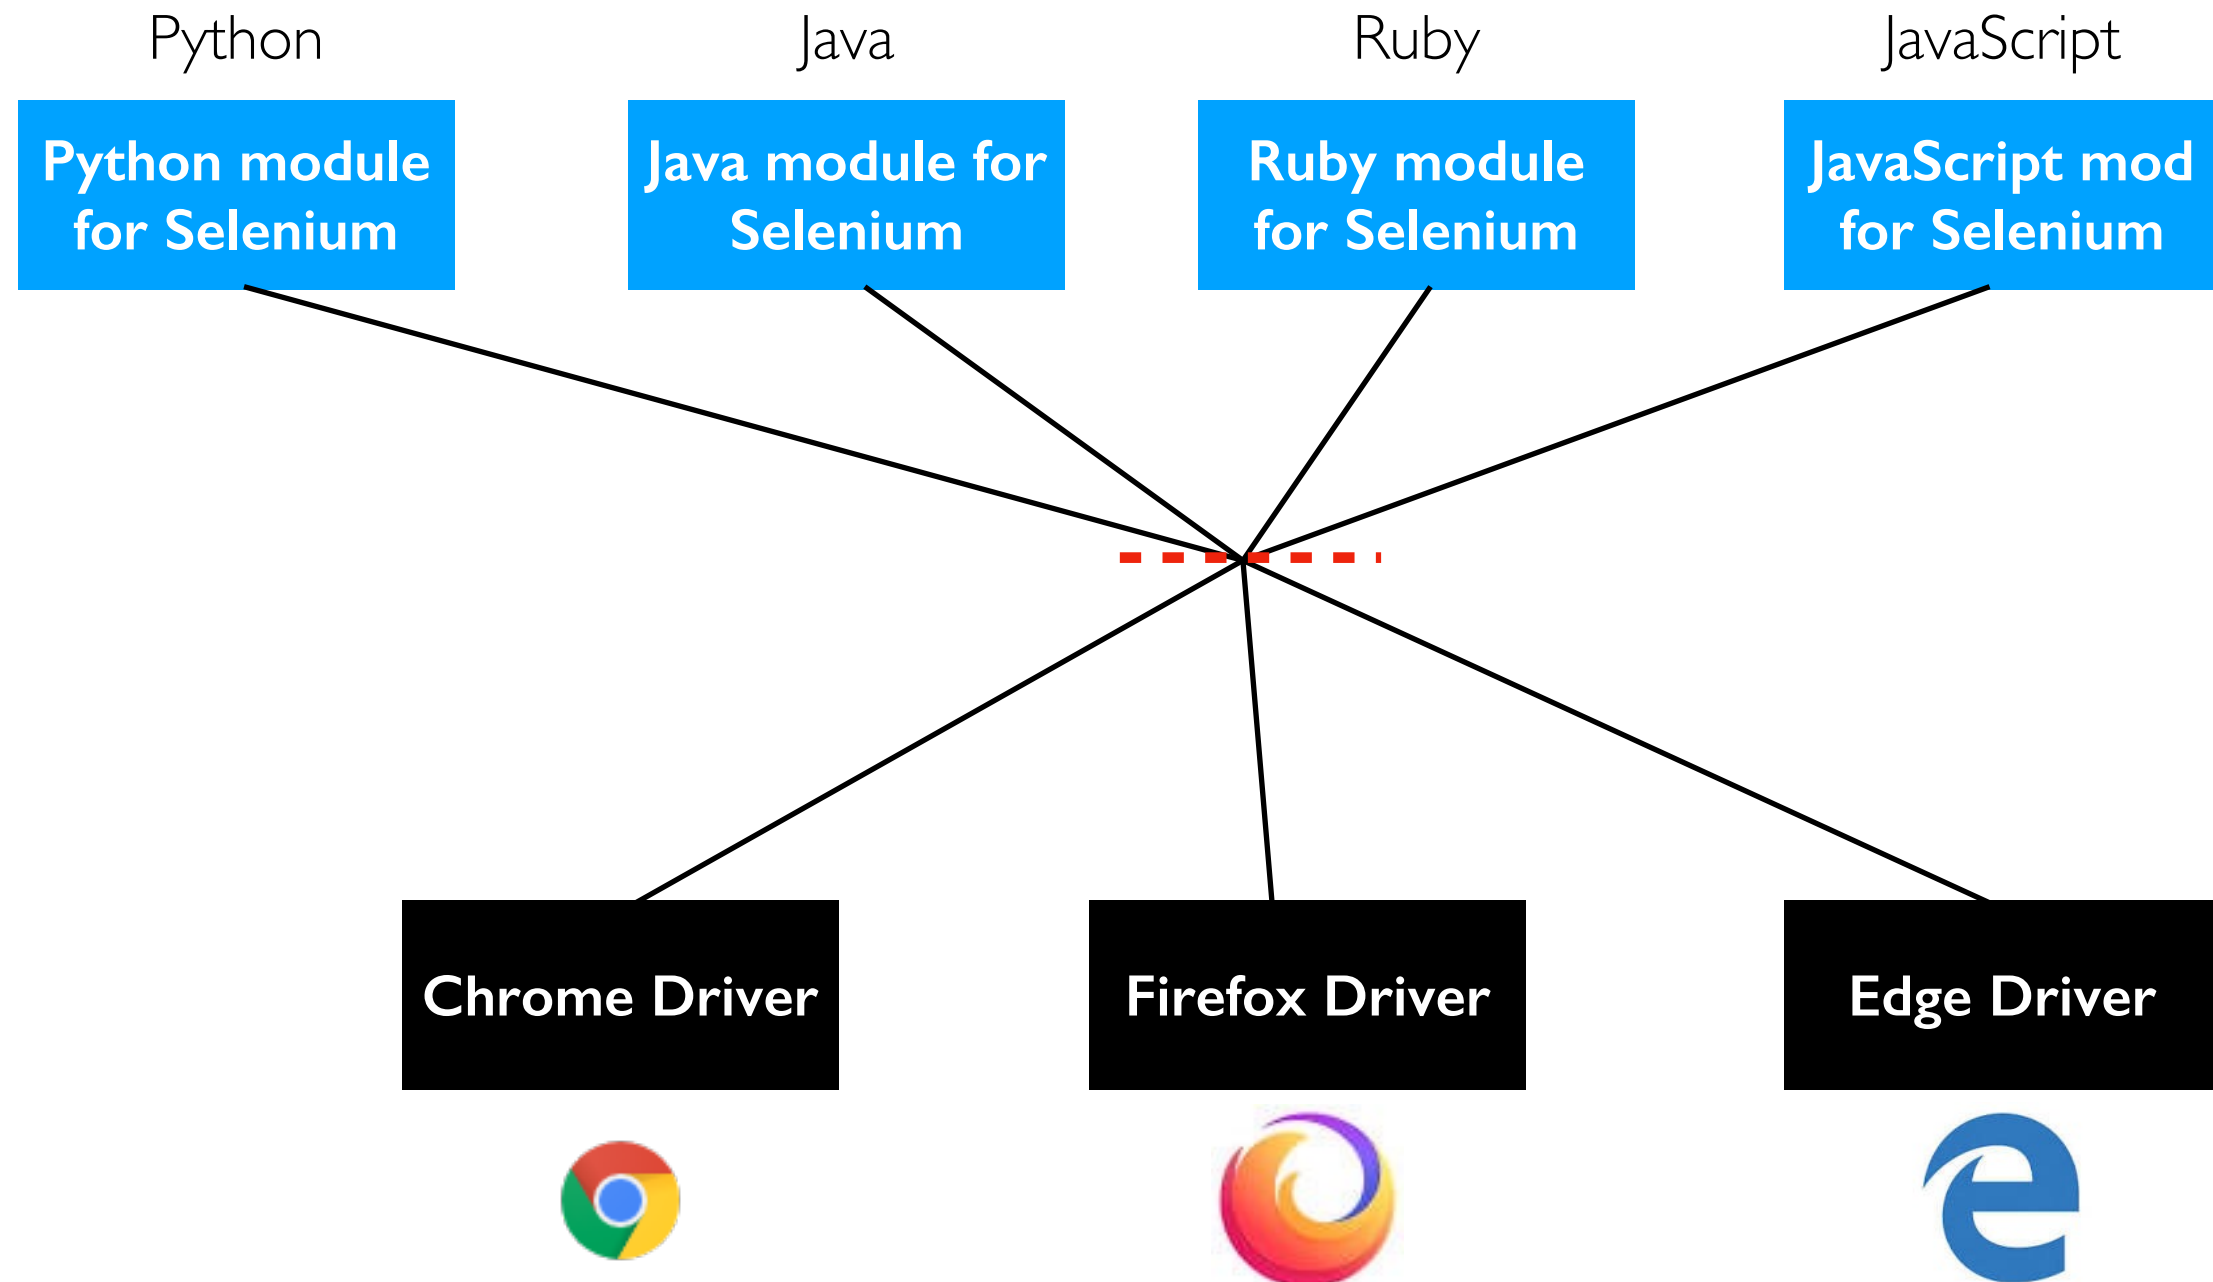 Python
Java
Ruby
JavaScript
Python module
for Selenium
Java module for
Selenium
Ruby module
for Selenium
JavaScript mod
for Selenium
Chrome Driver
Firefox Driver
Edge Driver